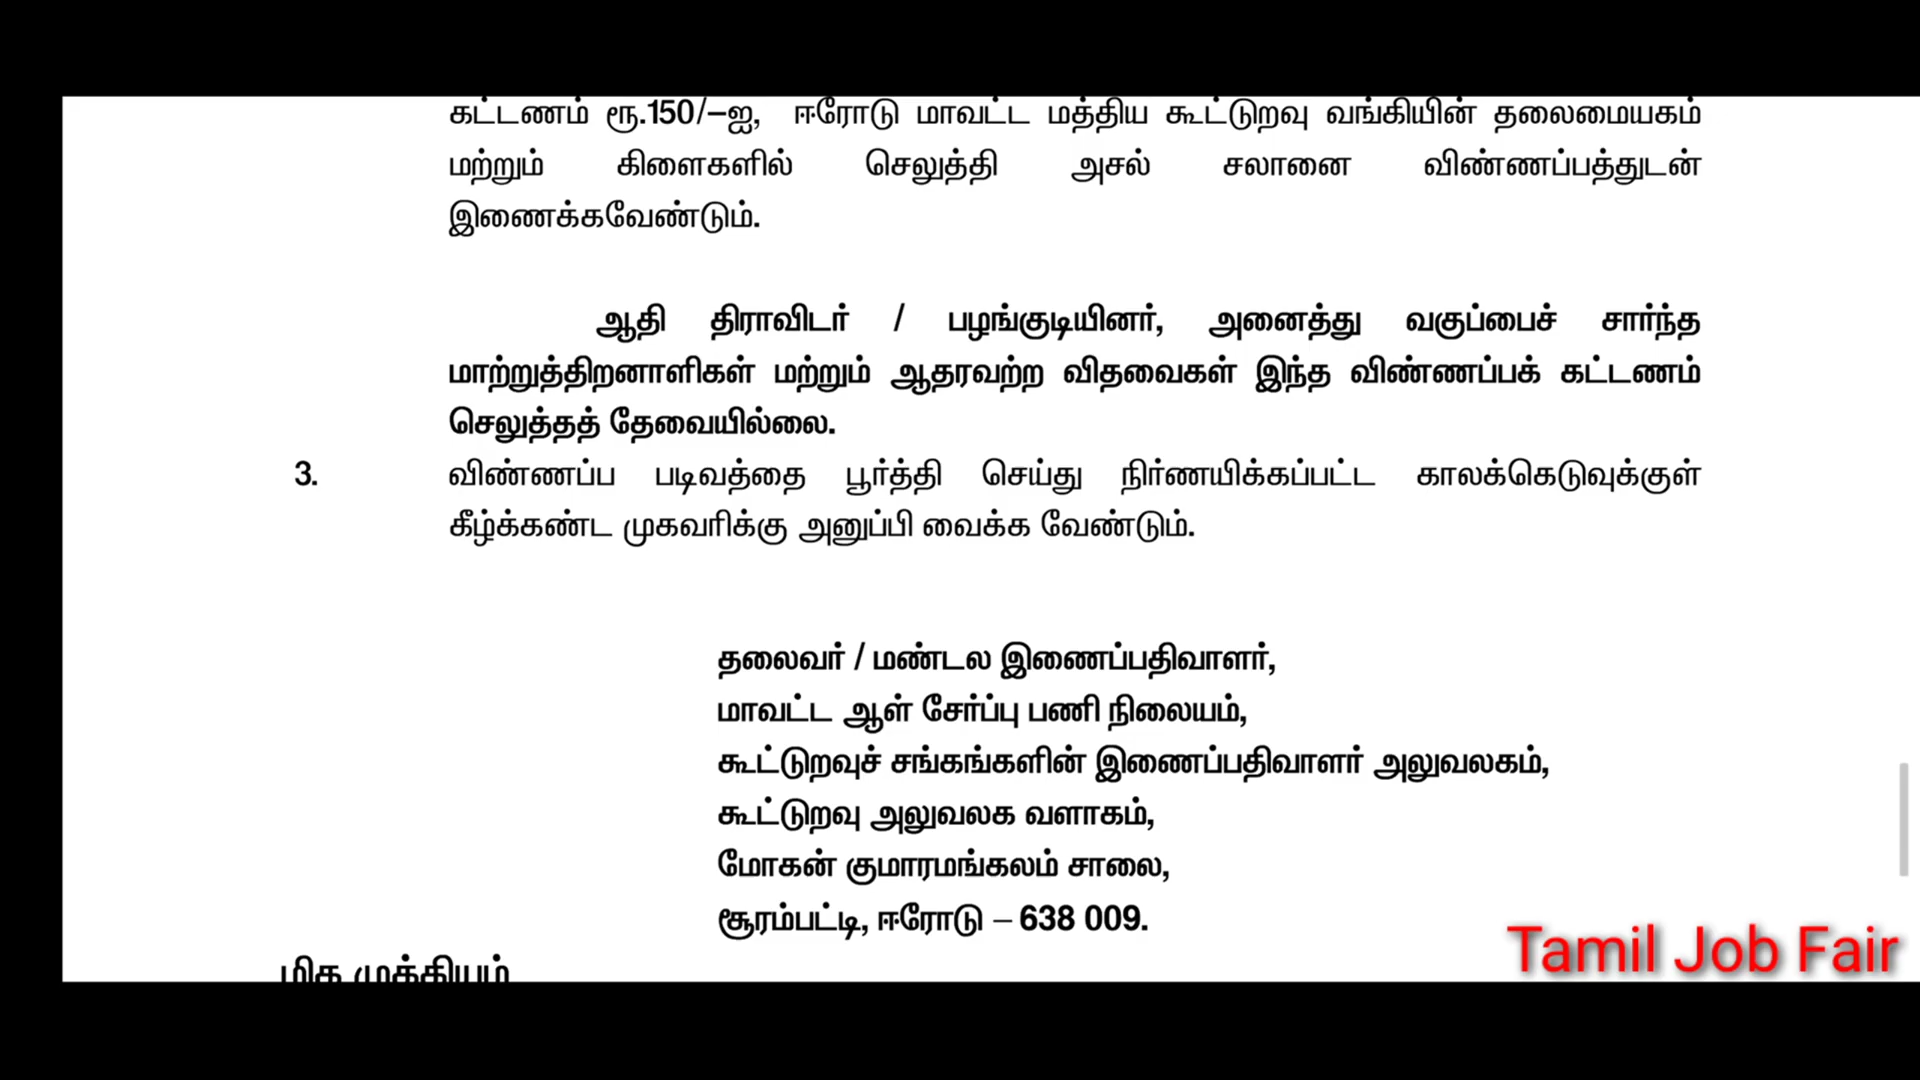 கட்டணம் ரூ.150/–ஐ, ஈரோடு மாவட்ட மத்திய கூட்டுறவு வங்கியின் தலைமையகம்
மற்றும் கிளைகளில் செலுத்தி அசல் சலானை விண்ணப்பத்துடன்
இணைக்கவேண்டும்.
ஆதி திராவிடர் / பழங்குடியினர், அனைத்து வகுப்பைச் சார்ந்த
மாற்றுத்திறனாளிகள் மற்றும் ஆதரவற்ற விதவைகள் இந்த விண்ணப்பக் கட்டணம்
செலுத்தத் தேவையில்லை.
3. விண்ணப்ப படிவத்தை பூர்த்தி செய்து நிர்ணயிக்கப்பட்ட காலக்கெடுவுக்குள்
கீழ்க்கண்ட முகவரிக்கு அனுப்பி வைக்க வேண்டும்.
தலைவர் / மண்டல இணைப்பதிவாளர்,
மாவட்ட ஆள் சேர்ப்பு பணி நிலையம்,
கூட்டுறவுச் சங்கங்களின் இணைப்பதிவாளர் அலுவலகம்,
கூட்டுறவு அலுவலக வளாகம்,
மோகன் குமாரமங்கலம் சாலை,
சூரம்பட்டி, ஈரோடு – 638 009.
மிக முக்கியம்
Tamil Job Fair